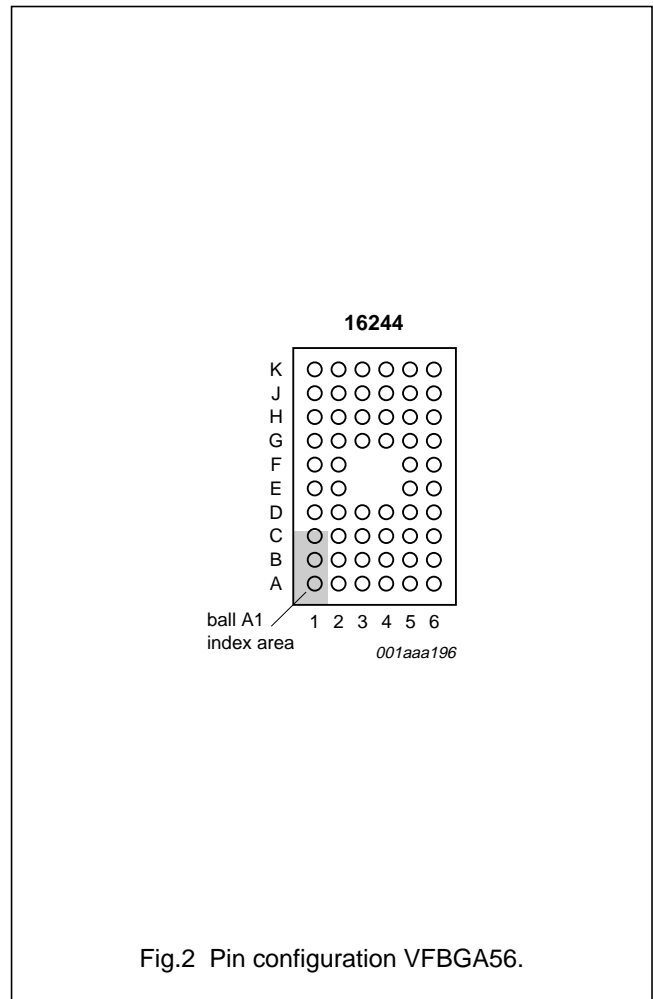 16244
K
J
H
G
F
E
D
C
B
A
ball A1
index area
1 2 3 4 5 6
001aaa196
Fig.2 Pin configuration VFBGA56.